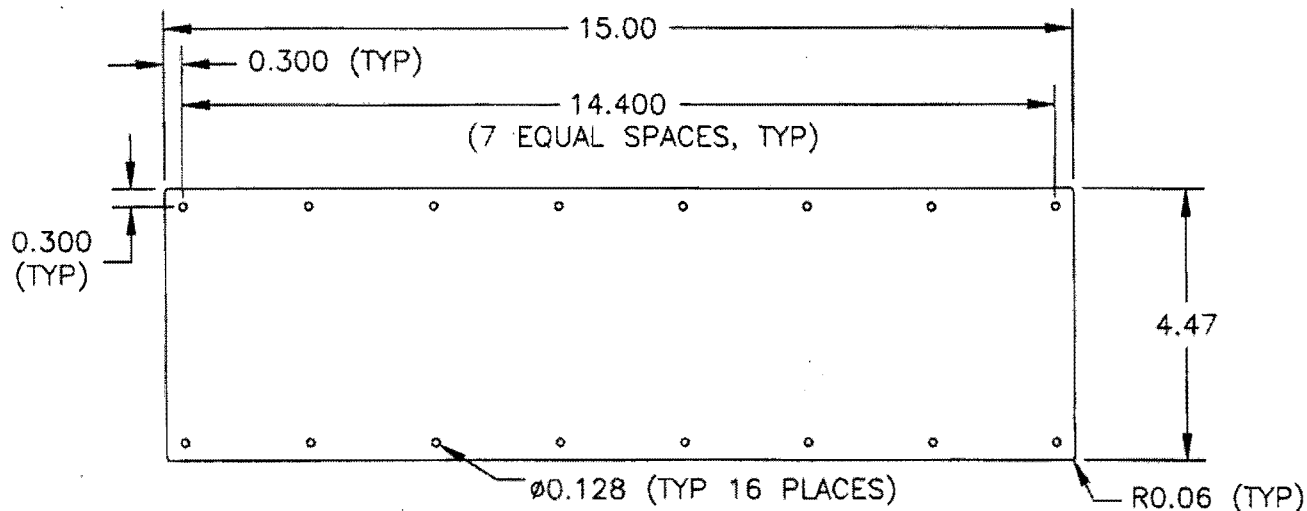 15.00
0.300 (TYP)
14.400
(7 EQUAL SPACES, TYP)
0.300
(TYP)
4.47
⌀0.128 (TYP 16 PLACES)
R0.06 (TYP)